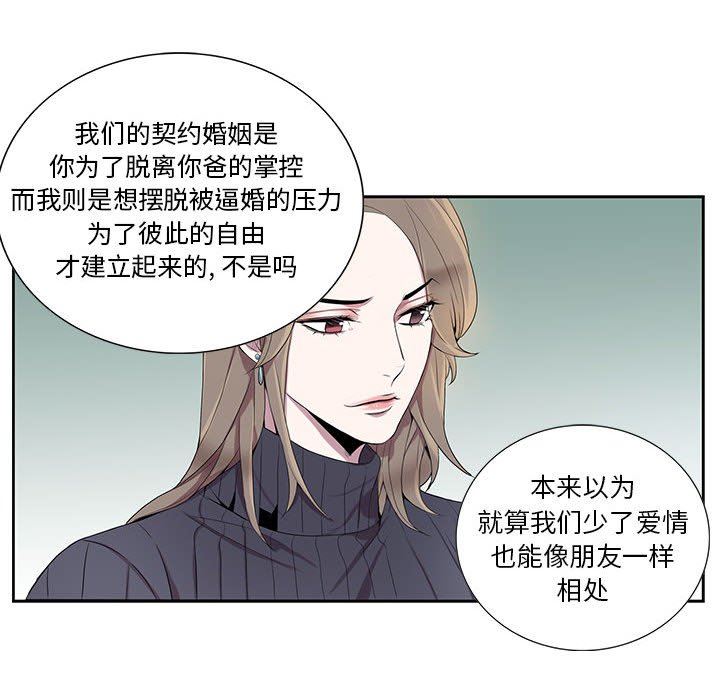 我们的契约婚姻是
你为了脱离你爸的掌控
而我则是想摆脱被逼婚的压力
为了彼此的自由
才建立起来的, 不是吗
本来以为
就算我们少了爱情
也能像朋友一样
相处